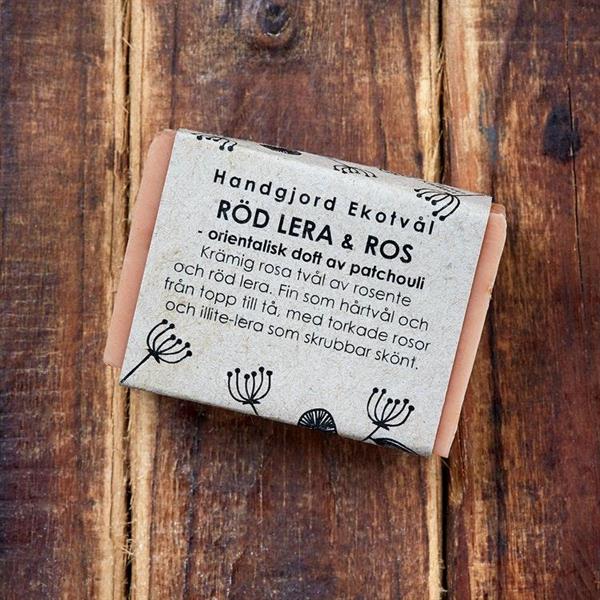 Handgjord Ekotvål
RÖD LERA & ROS
- orientalisk doft av patchouli
Krämig rosa tvål av rosente
och röd lera. Fin som hårtvål och
från topp till tå, med torkade rosor
och illite-lera som skrubbar skönt.